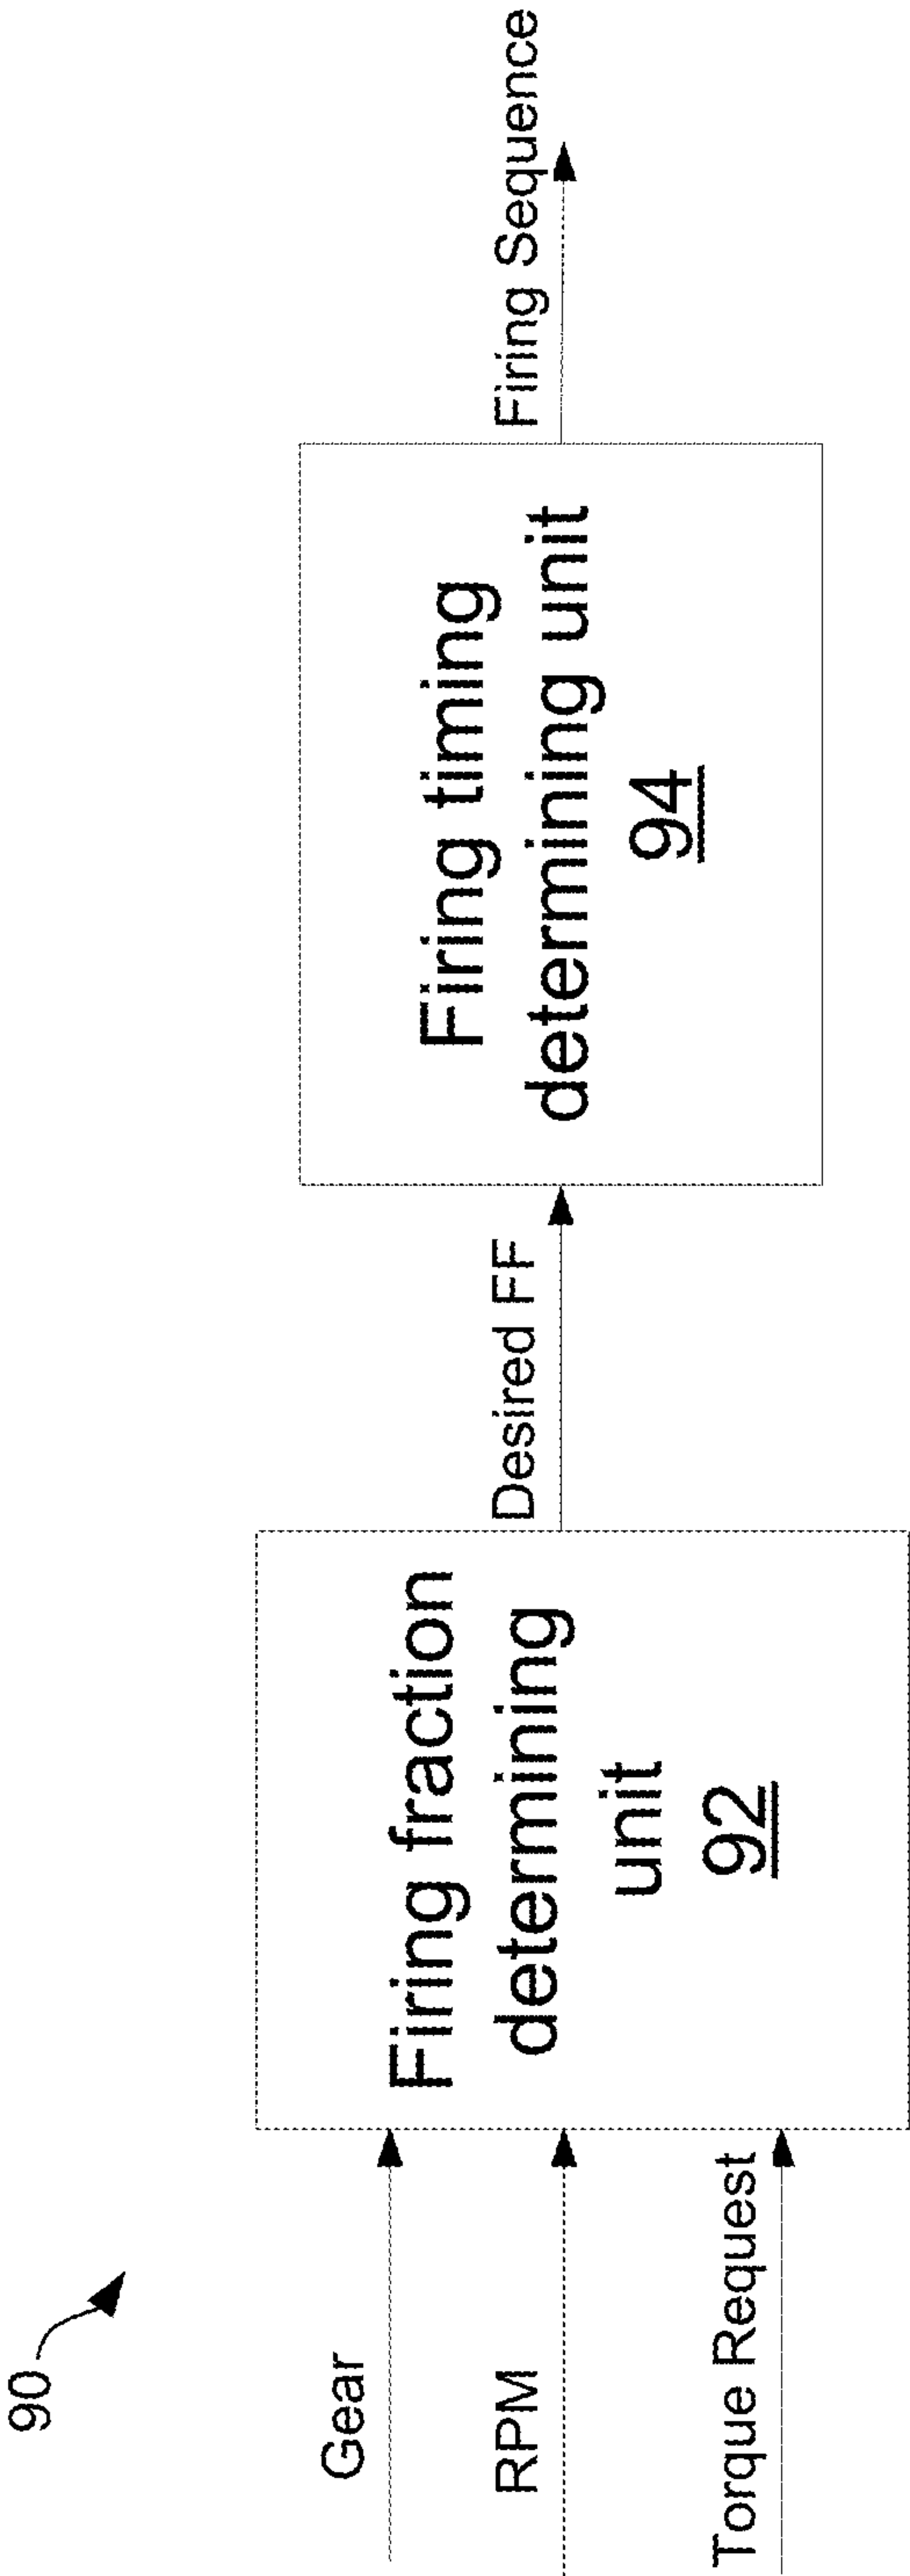 90
Gear
RPM
Torque Request
Firing fraction
determining
unit
92
Desired FF
Firing timing
determining unit
94
Firing Sequence